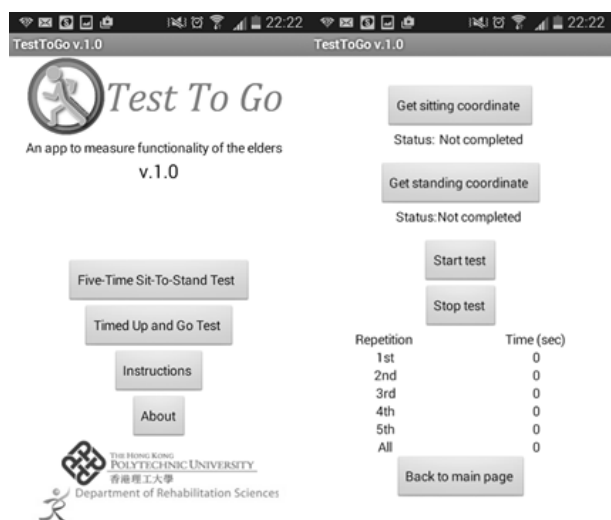 22:22
TestToGo v.1.0
Test To Go
An app to measure functionality of the elders
v.1.0
Five-Time Sit-To-Stand Test
Timed Up and Go Test
Instructions
About
THE HONG KONG
POLYTECHNIC UNIVERSITY
香港理工大學
Department of Rehabilitation Sciences
22:22
TestToGo v.1.0
Get sitting coordinate
Status: Not completed
Get standing coordinate
Status:Not completed
Start test
Stop test
Repetition Time (sec)
1st 0
2nd 0
3rd 0
4th 0
5th 0
All 0
Back to main page